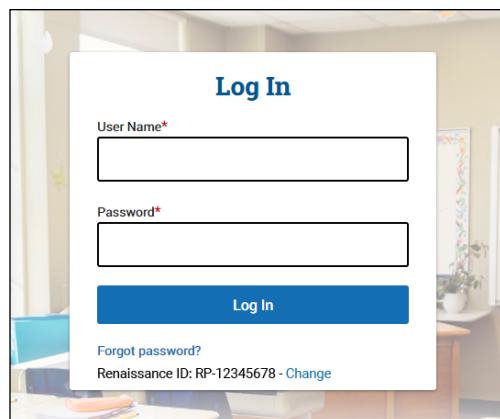 Log In
User Name*
Password*
Log In
Forgot password?
Renaissance ID: RP-12345678 - Change